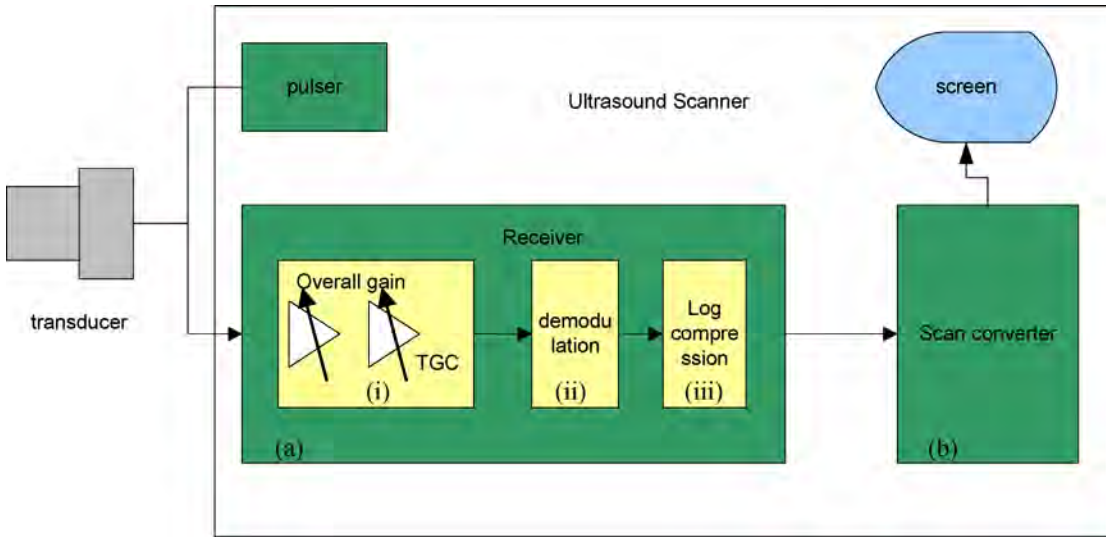 pulser
Ultrasound Scanner
screen
transducer
Receiver
Overall gain
TGC
(i)
demodu
lation
(ii)
Log
compre
ssion
(iii)
(a)
Scan converter
(b)